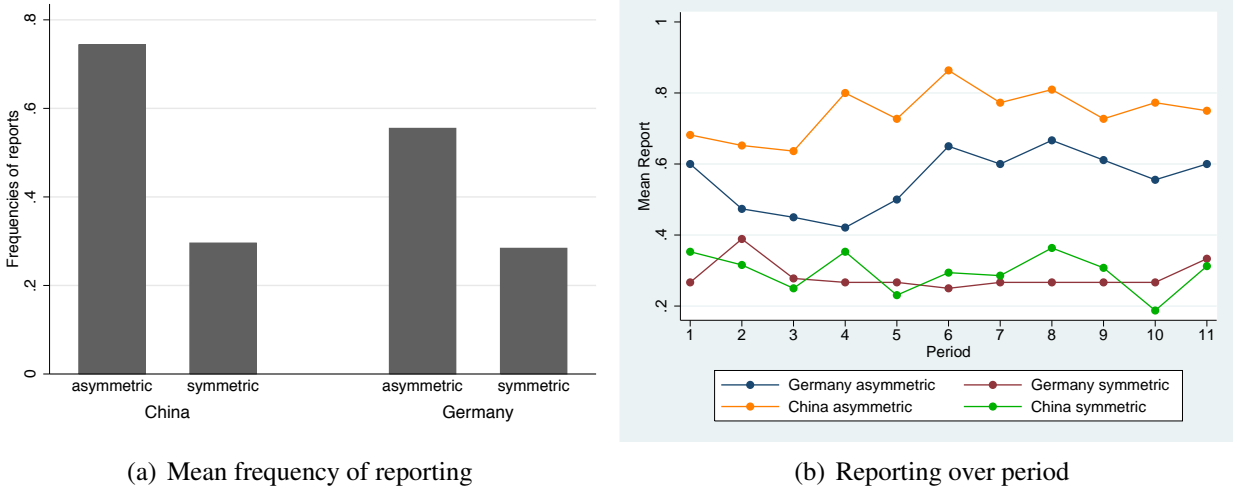 Frequencies of reports
.8
.6
.4
.2
0
asymmetric symmetric asymmetric symmetric
China Germany
(a) Mean frequency of reporting
Mean Report
1
.8
.6
.4
.2
1 2 3 4 5 6 7 8 9 10 11
Period
Germany asymmetric Germany symmetric
China asymmetric China symmetric
(b) Reporting over period